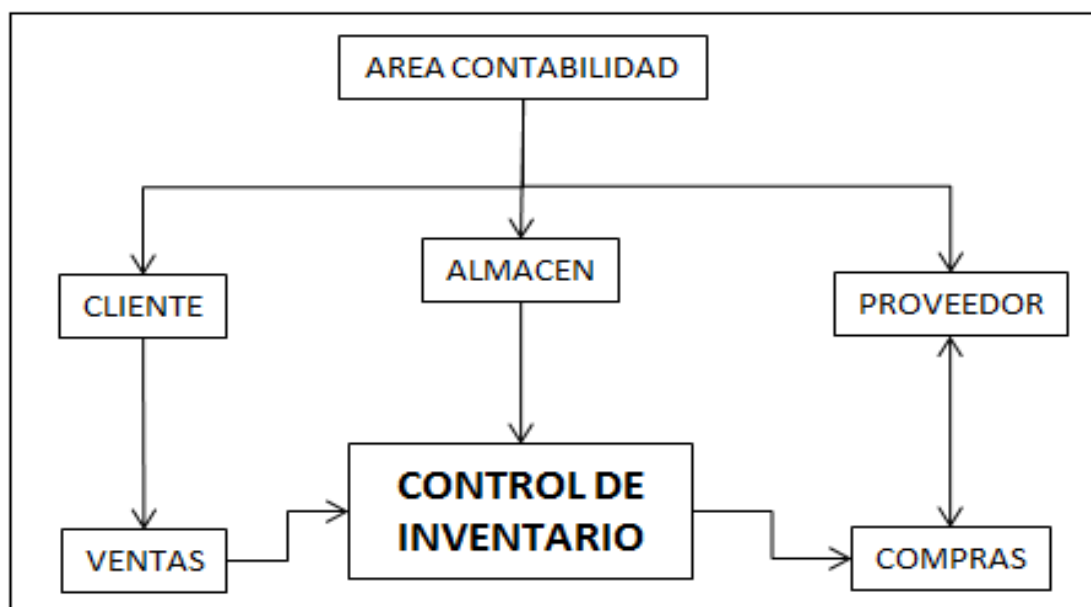 AREA CONTABILIDAD
ALMACEN
CLIENTE
PROVEEDOR
CONTROL DE
INVENTARIO
VENTAS
COMPRAS